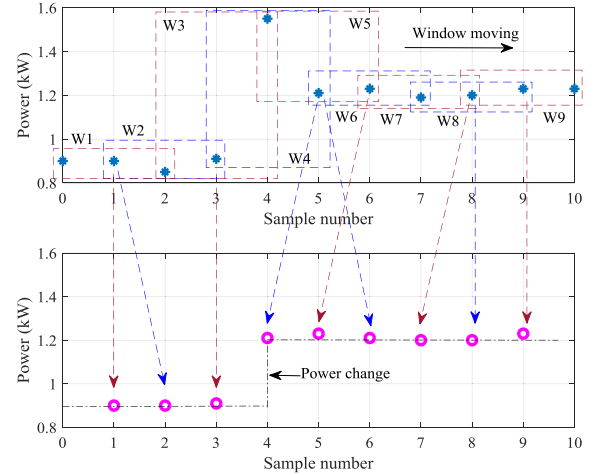 1.6
W3
W5
Window moving
1.4
Power (kW)
1.2
W6
W7
W8
W9
1
W1
W2
W4
0.8
0 1 2 3 4 5 6 7 8 9 10
Sample number
1.6
1.4
Power (kW)
1.2
1
Power change
0.8
0 1 2 3 4 5 6 7 8 9 10
Sample number